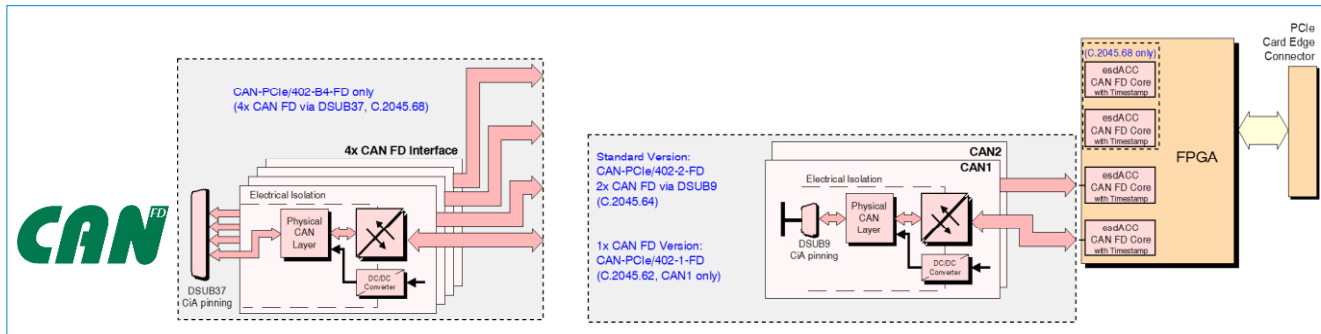 CAN FD
CAN-PCIe/402-B4-FD only
(4x CAN FD via DSUB37, C.2045.68)
4x CAN FD Interface
Electrical Isolation
Physical
CAN
Layer
DC/DC
Converter
DSUB37
CiA pinning
Standard Version:
CAN-PCIe/402-2-FD
2x CAN FD via DSUB9
(C.2045.64)
1x CAN FD Version:
CAN-PCIe/402-1-FD
(C.2045.62, CAN1 only)
CAN2
CAN1
Electrical Isolation
Physical
CAN
Layer
DSUB9
CiA pinning
DC/DC
Converter
(C.2045.68 only)
esdACC
CAN FD Core
with Timestamp
esdACC
CAN FD Core
with Timestamp
esdACC
CAN FD Core
with Timestamp
esdACC
CAN FD Core
with Timestamp
FPGA
PCIe
Card Edge
Connector